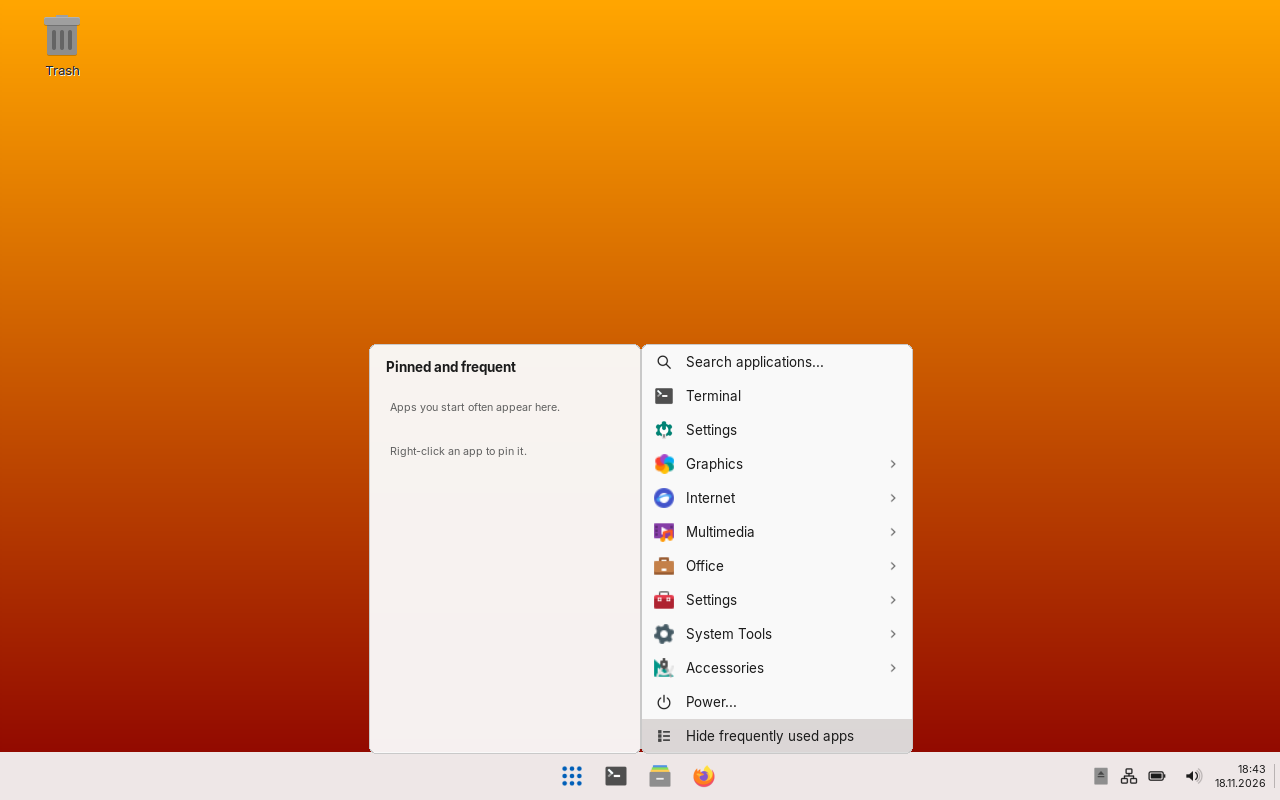 Trash
Pinned and frequent
Apps you start often appear here.
Right-click an app to pin it.
Search applications...
Terminal
Settings
Graphics
Internet
Multimedia
Office
Settings
System Tools
Accessories
Power...
Hide frequently used apps
18:43
18.11.2026